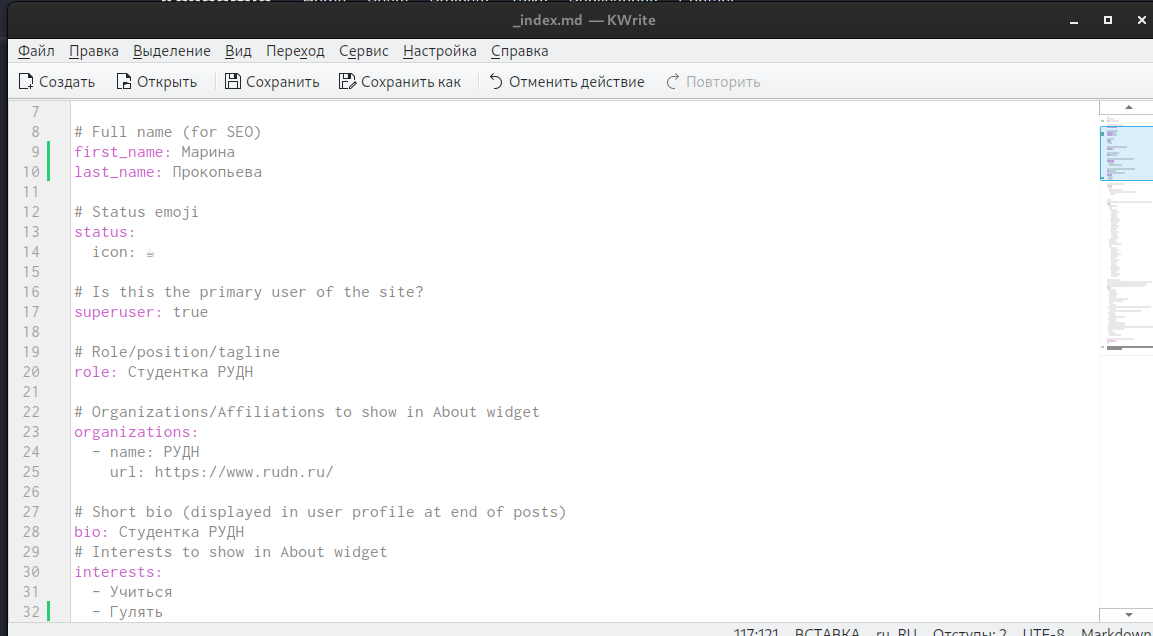 _index.md — KWrite
Файл Правка Выделение Вид Переход Сервис Настройка Справка
Создать Открыть Сохранить Сохранить как Отменить действие Повторить
7
8 # Full name (for SEO)
9 first_name: Марина
10 last_name: Прокопьева
11
12 # Status emoji
13 status:
14 icon: ☕
15
16 # Is this the primary user of the site?
17 superuser: true
18
19 # Role/position/tagline
20 role: Студентка РУДН
21
22 # Organizations/Affiliations to show in About widget
23 organizations:
24 - name: РУДН
25 url: https://www.rudn.ru/
26
27 # Short bio (displayed in user profile at end of posts)
28 bio: Студентка РУДН
29 # Interests to show in About widget
30 interests:
31 - Учиться
32 - Гулять
117:121 ВСТАВКА ru_RU Отступы: 2 UTF-8 Markdown